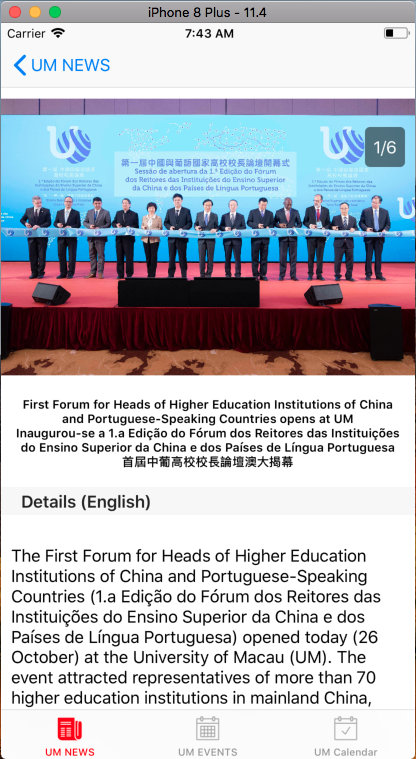 iPhone 8 Plus - 11.4
Carrier 7:43 AM
UM NEWS
1/6
第一屆中國與葡語國家高校校長論壇開幕式
Sessão de abertura da 1.ª Edição do Fórum
dos Reitores das Instituições do Ensino Superior
da China e dos Países de Língua Portuguesa
First Forum for Heads of Higher Education Institutions of China
and Portuguese-Speaking Countries opens at UM
Inaugurou-se a 1.a Edição do Fórum dos Reitores das Instituições
do Ensino Superior da China e dos Países de Língua Portuguesa
首屆中葡高校校長論壇澳大揭幕
Details (English)
The First Forum for Heads of Higher Education
Institutions of China and Portuguese-Speaking
Countries (1.a Edição do Fórum dos Reitores das
Instituições do Ensino Superior da China e dos
Países de Língua Portuguesa) opened today (26
October) at the University of Macau (UM). The
event attracted representatives of more than 70
higher education institutions in mainland China,
UM NEWS
UM EVENTS
UM Calendar